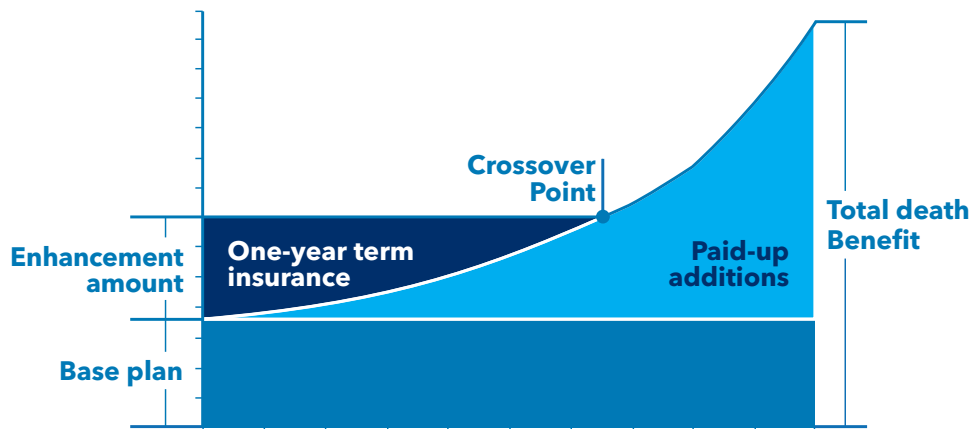 Crossover
Point
Total death
Benefit
One-year term
insurance
Paid-up
additions
Enhancement
amount
Base plan